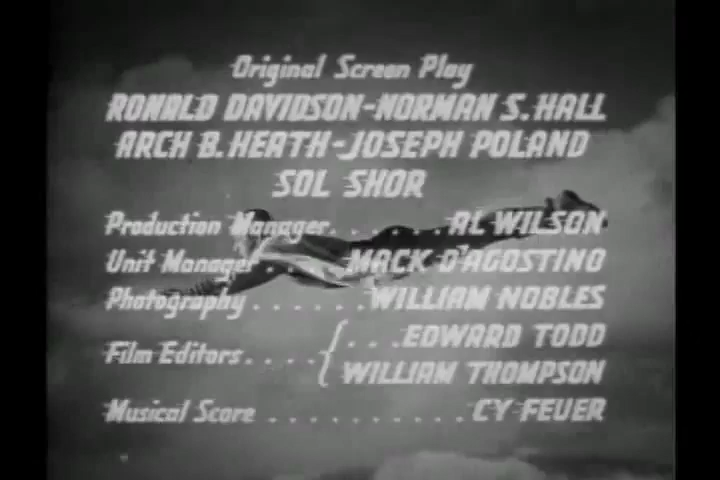 Original Screen Play
RONALD DAVIDSON-NORMAN S. HALL
ARCH B. HEATH-JOSEPH POLAND
SOL SHOR
Production Manager.......AL WILSON
Unit Manager.......MACK D'AGOSTINO
Photography.......WILLIAM NOBLES
Film Editors....{...EDWARD TODD
WILLIAM THOMPSON
Musical Score..........CY FEUER